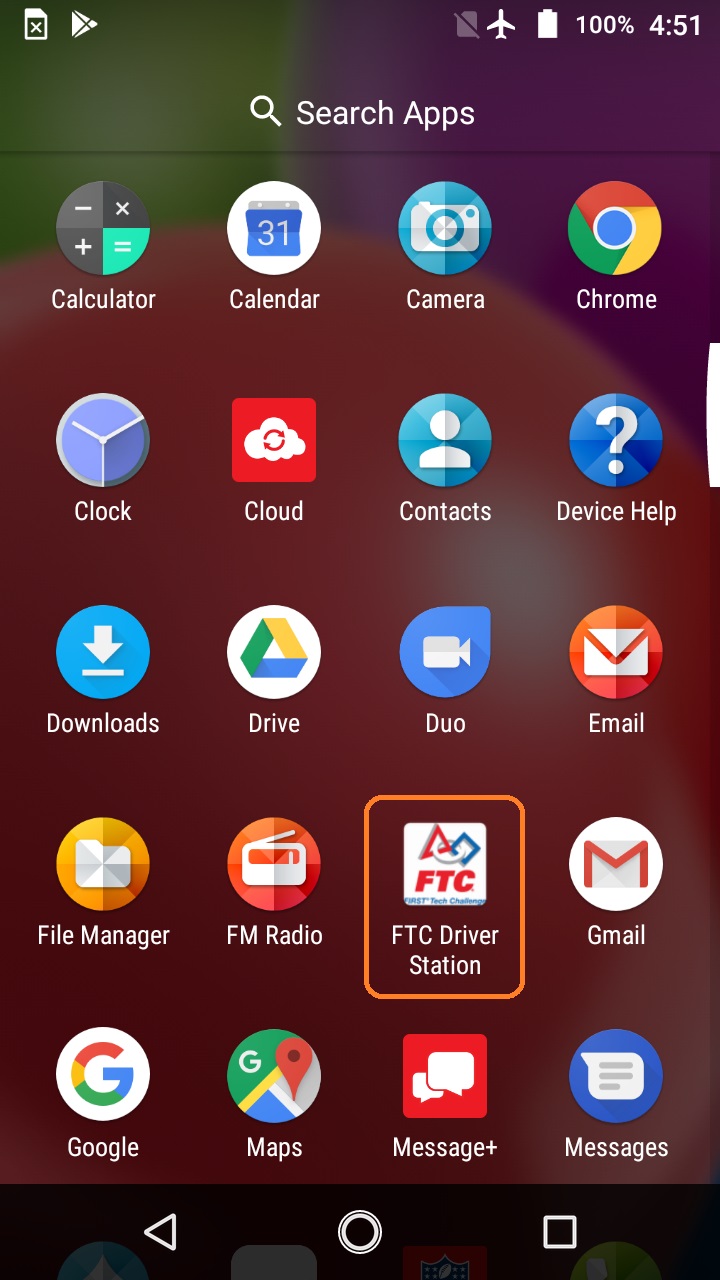 100% 4:51
Search Apps
31
Calculator Calendar Camera Chrome
Clock Cloud Contacts Device Help
Downloads Drive Duo Email
FTC
FIRST Tech Challenge
File Manager FM Radio FTC Driver Gmail
Station
G
Google Maps Message+ Messages